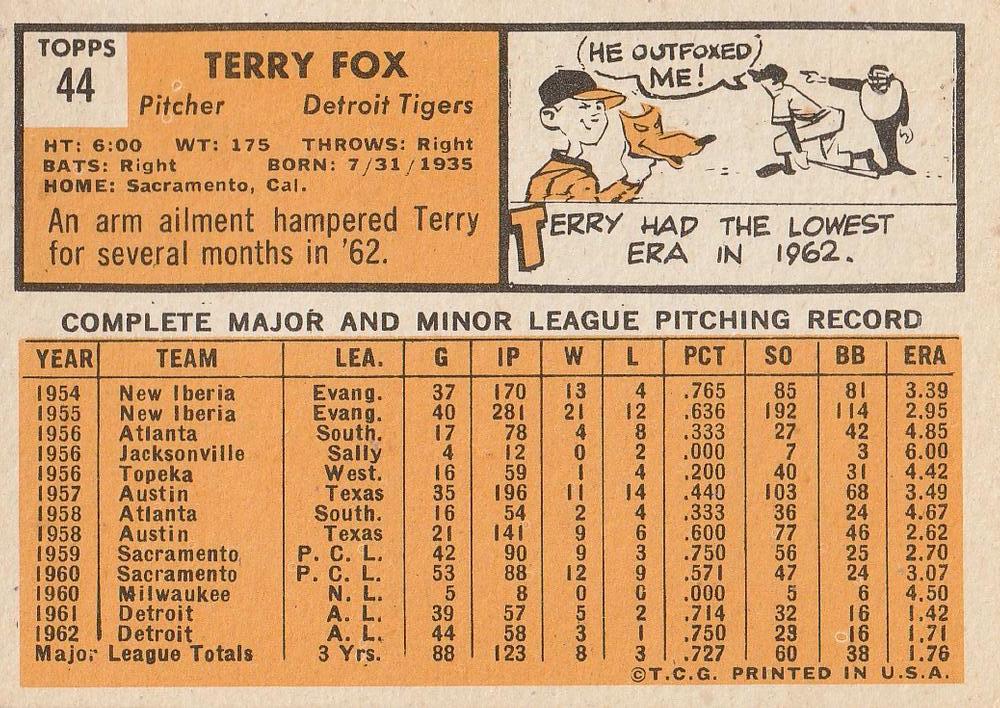 TOPPS
44
TERRY FOX
Pitcher Detroit Tigers
HT: 6:00 WT: 175 THROWS: Right
BATS: Right BORN: 7/31/1935
HOME: Sacramento, Cal.
An arm ailment hampered Terry
for several months in '62.
(HE OUTFOXED)
ME!
TERRY HAD THE LOWEST
ERA IN 1962.
COMPLETE MAJOR AND MINOR LEAGUE PITCHING RECORD
YEAR TEAM LEA. G IP W L PCT SO BB ERA
1954 New Iberia Evang. 37 170 13 4 .765 85 81 3.39
1955 New Iberia Evang. 40 281 21 12 .636 192 114 2.95
1956 Atlanta South. 17 78 4 8 .333 27 42 4.85
1956 Jacksonville Sally 4 12 0 2 .000 7 3 6.00
1956 Topeka West. 16 59 1 4 .200 40 31 4.42
1957 Austin Texas 35 196 11 14 .440 103 68 3.49
1958 Atlanta South. 16 54 2 4 .333 36 24 4.67
1958 Austin Texas 21 141 9 6 .600 77 46 2.62
1959 Sacramento P. C. L. 42 90 9 3 .750 56 25 2.70
1960 Sacramento P. C. L. 53 88 12 9 .571 47 24 3.07
1960 Milwaukee N. L. 5 8 0 0 .000 5 6 4.50
1961 Detroit A. L. 39 57 5 2 .714 32 16 1.42
1962 Detroit A. L. 44 58 3 1 .750 23 16 1.71
Major League Totals 3 Yrs. 88 123 8 3 .727 60 38 1.76
©T.C.G. PRINTED IN U.S.A.